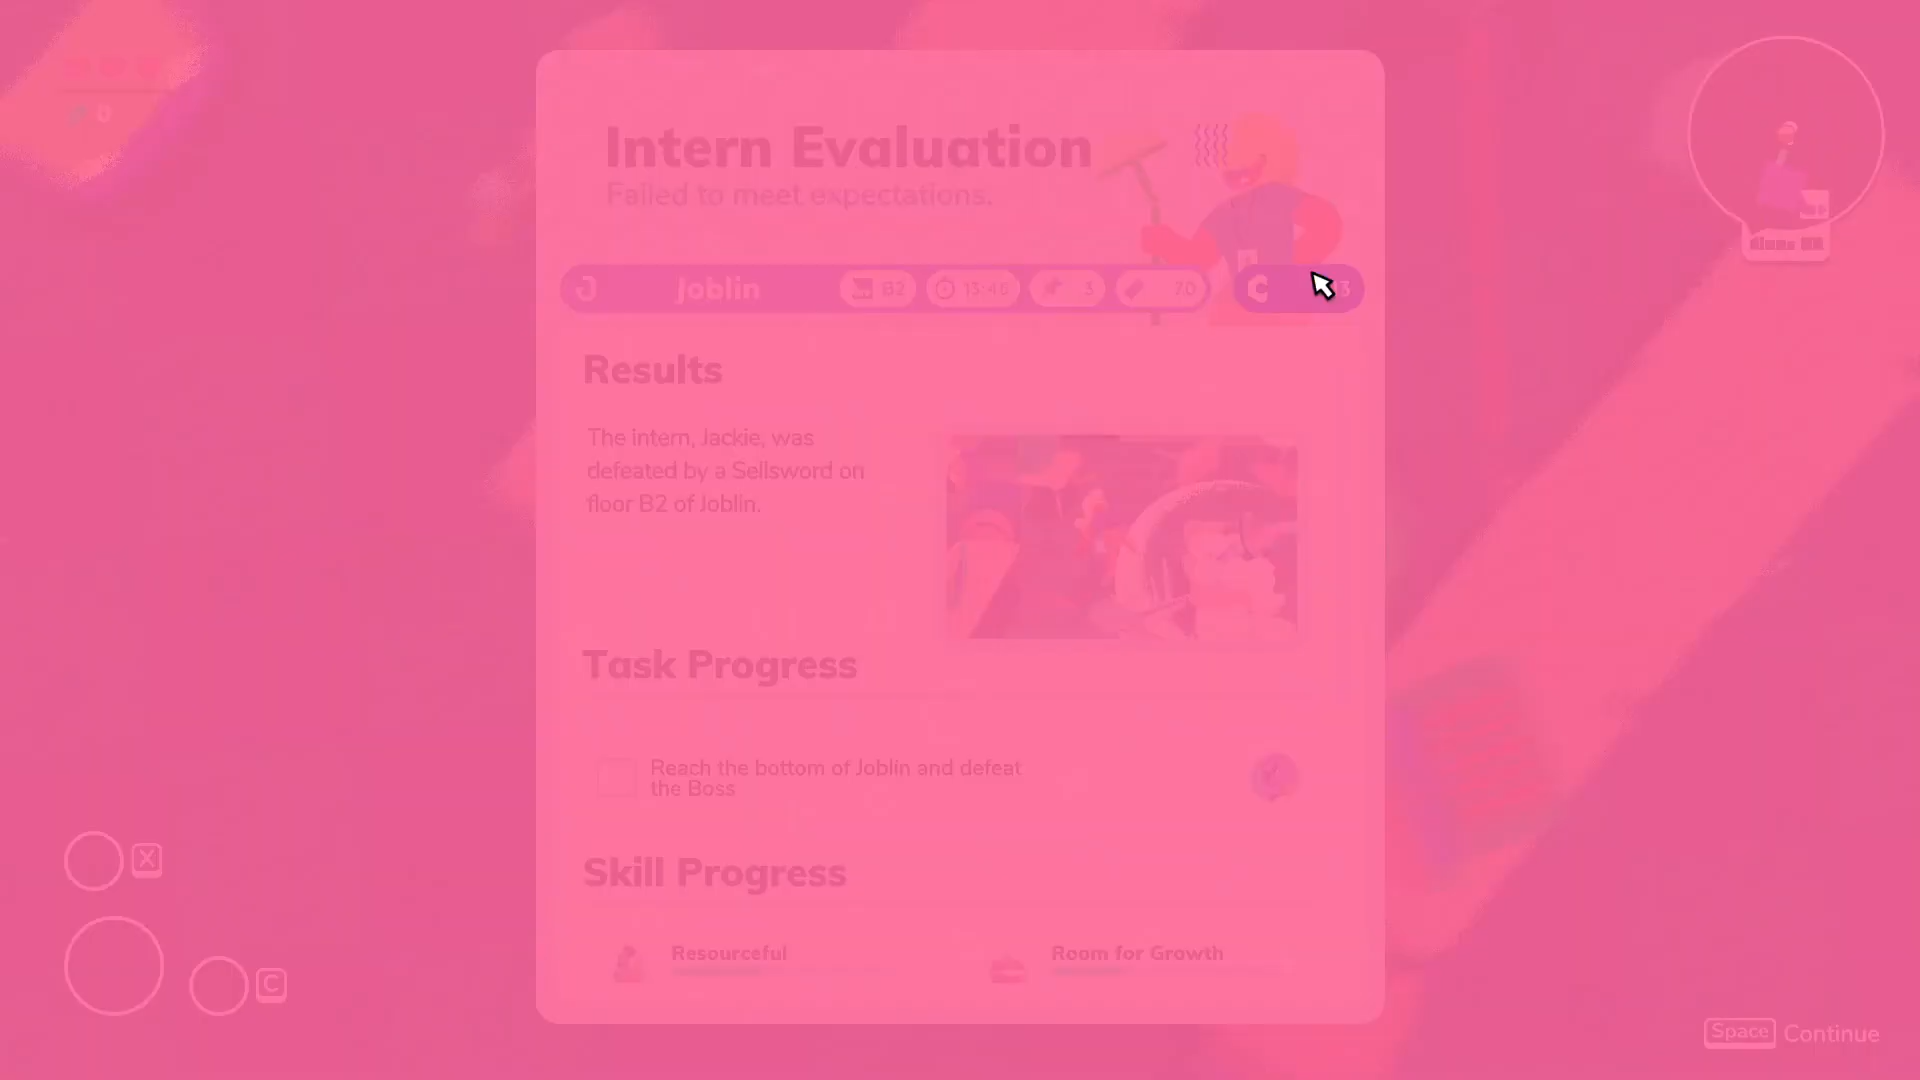 0
Intern Evaluation
Failed to meet expectations.
J Joblin B2 13:46 3 70
Results
The intern, Jackie, was
defeated by a Sellsword on
floor B2 of Joblin.
Task Progress
Reach the bottom of Joblin and defeat
the Boss
Skill Progress
Resourceful
Room for Growth
X
C
Space Continue